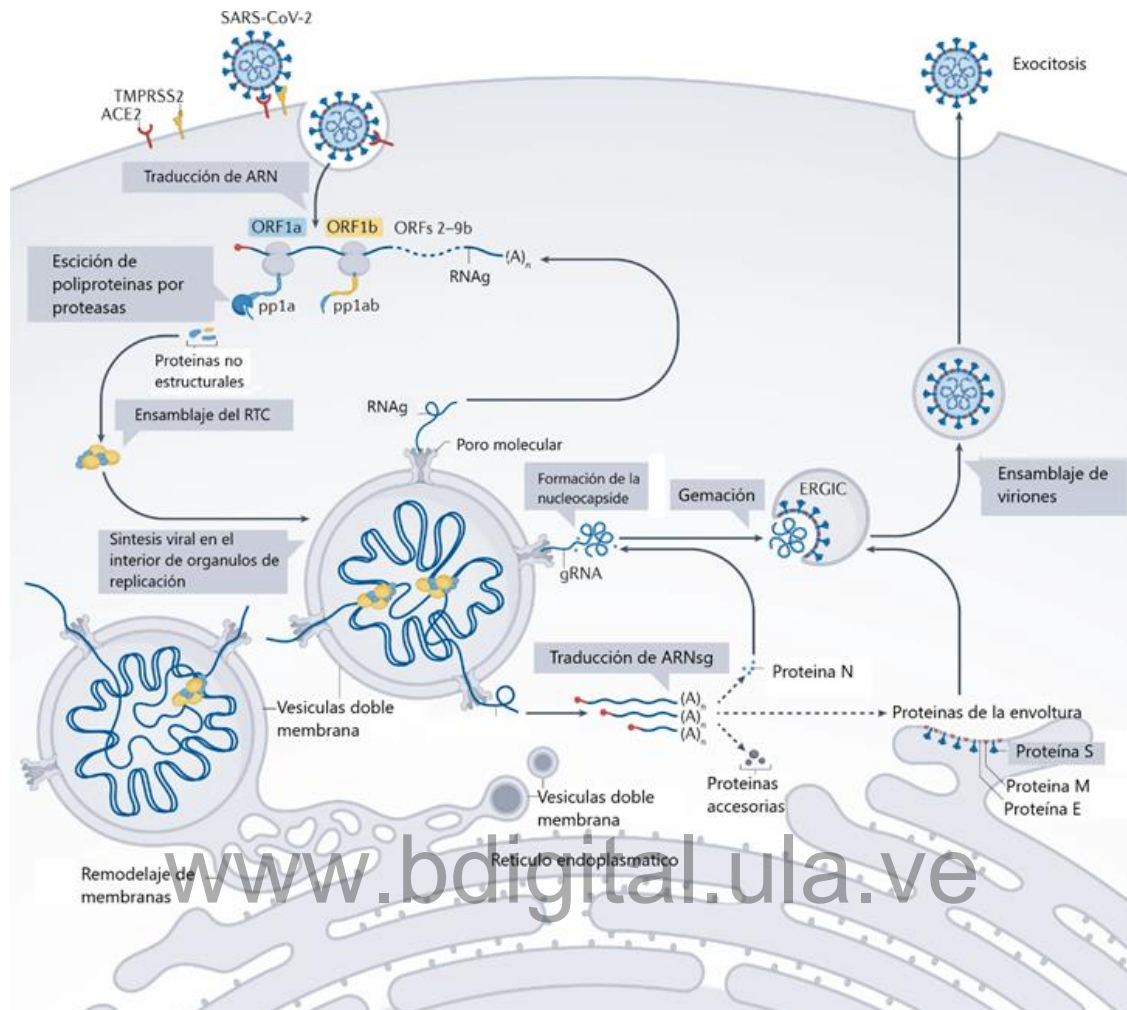 SARS-CoV-2
Exocitosis
TMPRSS2
ACE2
Traducción de ARN
ORF1a
ORF1b
ORFs 2–9b
(A)n
RNAg
Escición de
poliproteinas por
proteasas
pp1a
pp1ab
Proteinas no
estructurales
Ensamblaje del RTC
RNAg
Poro molecular
Formación de la
nucleocapside
Gemación
ERGIC
Ensamblaje de
viriones
Sintesis viral en el
interior de organulos de
replicación
gRNA
Traducción de ARNsg
Proteina N
(A)n
(A)n
(A)n
Proteinas de la envoltura
Vesiculas doble
membrana
Proteína S
Proteina M
Proteína E
Proteinas
accesorias
Vesiculas doble
membrana
Reticulo endoplasmatico
Remodelaje de
membranas
www.bdigital.ula.ve